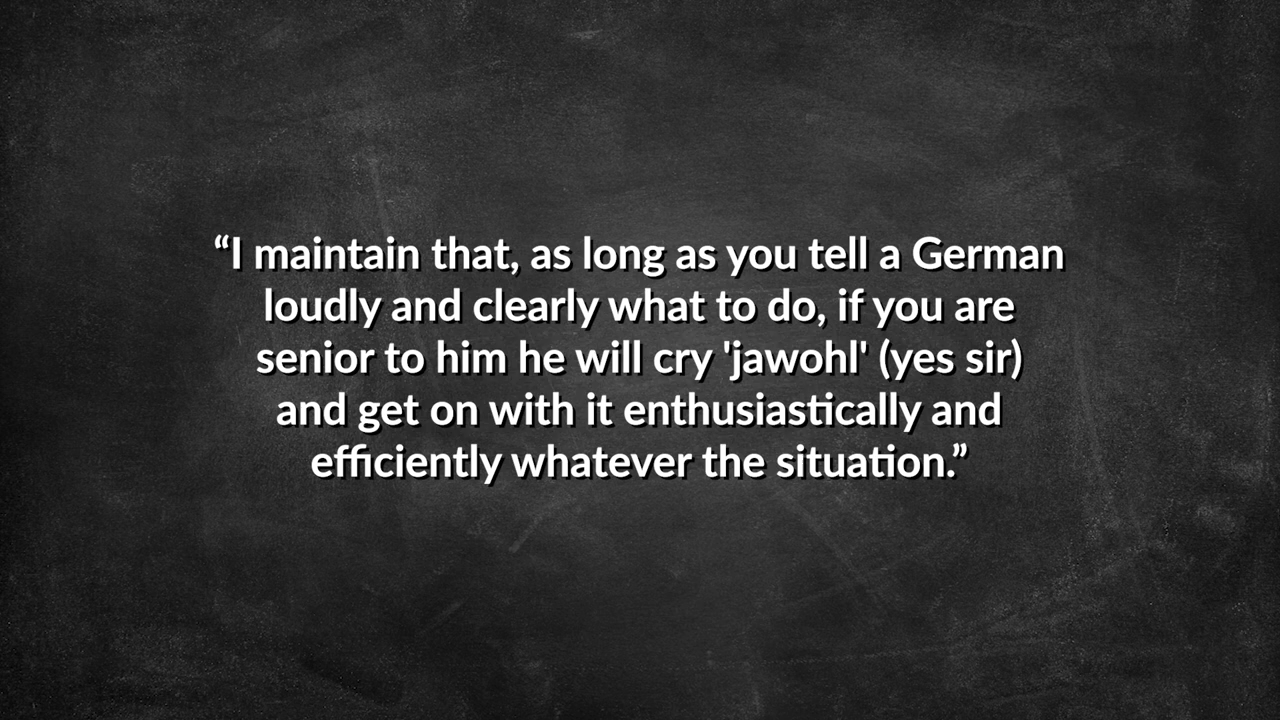 “I maintain that, as long as you tell a German
loudly and clearly what to do, if you are
senior to him he will cry 'jawohl' (yes sir)
and get on with it enthusiastically and
efficiently whatever the situation.”